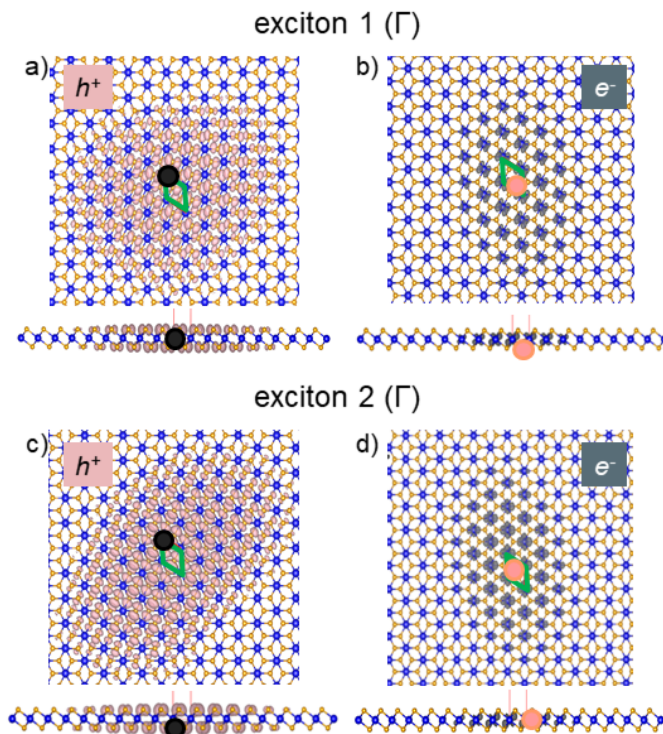 exciton 1 (Γ)
a)
h⁺
b)
e⁻
exciton 2 (Γ)
c)
h⁺
d)
e⁻